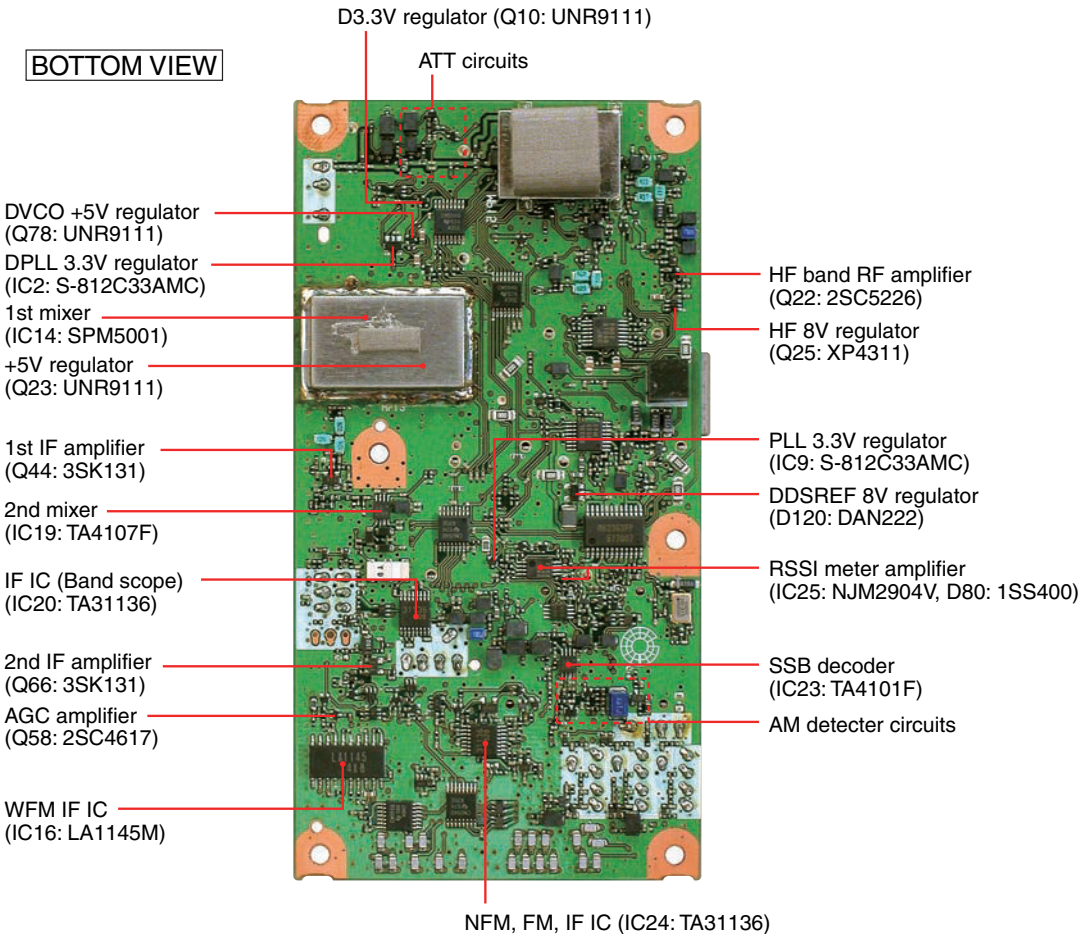 D3.3V regulator (Q10: UNR9111)
ATT circuits
BOTTOM VIEW
DVCO +5V regulator
(Q78: UNR9111)
DPLL 3.3V regulator
(IC2: S-812C33AMC)
1st mixer
(IC14: SPM5001)
+5V regulator
(Q23: UNR9111)
1st IF amplifier
(Q44: 3SK131)
2nd mixer
(IC19: TA4107F)
IF IC (Band scope)
(IC20: TA31136)
2nd IF amplifier
(Q66: 3SK131)
AGC amplifier
(Q58: 2SC4617)
WFM IF IC
(IC16: LA1145M)
HF band RF amplifier
(Q22: 2SC5226)
HF 8V regulator
(Q25: XP4311)
PLL 3.3V regulator
(IC9: S-812C33AMC)
DDSREF 8V regulator
(D120: DAN222)
RSSI meter amplifier
(IC25: NJM2904V, D80: 1SS400)
SSB decoder
(IC23: TA4101F)
AM detecter circuits
LA1145
NFM, FM, IF IC (IC24: TA31136)